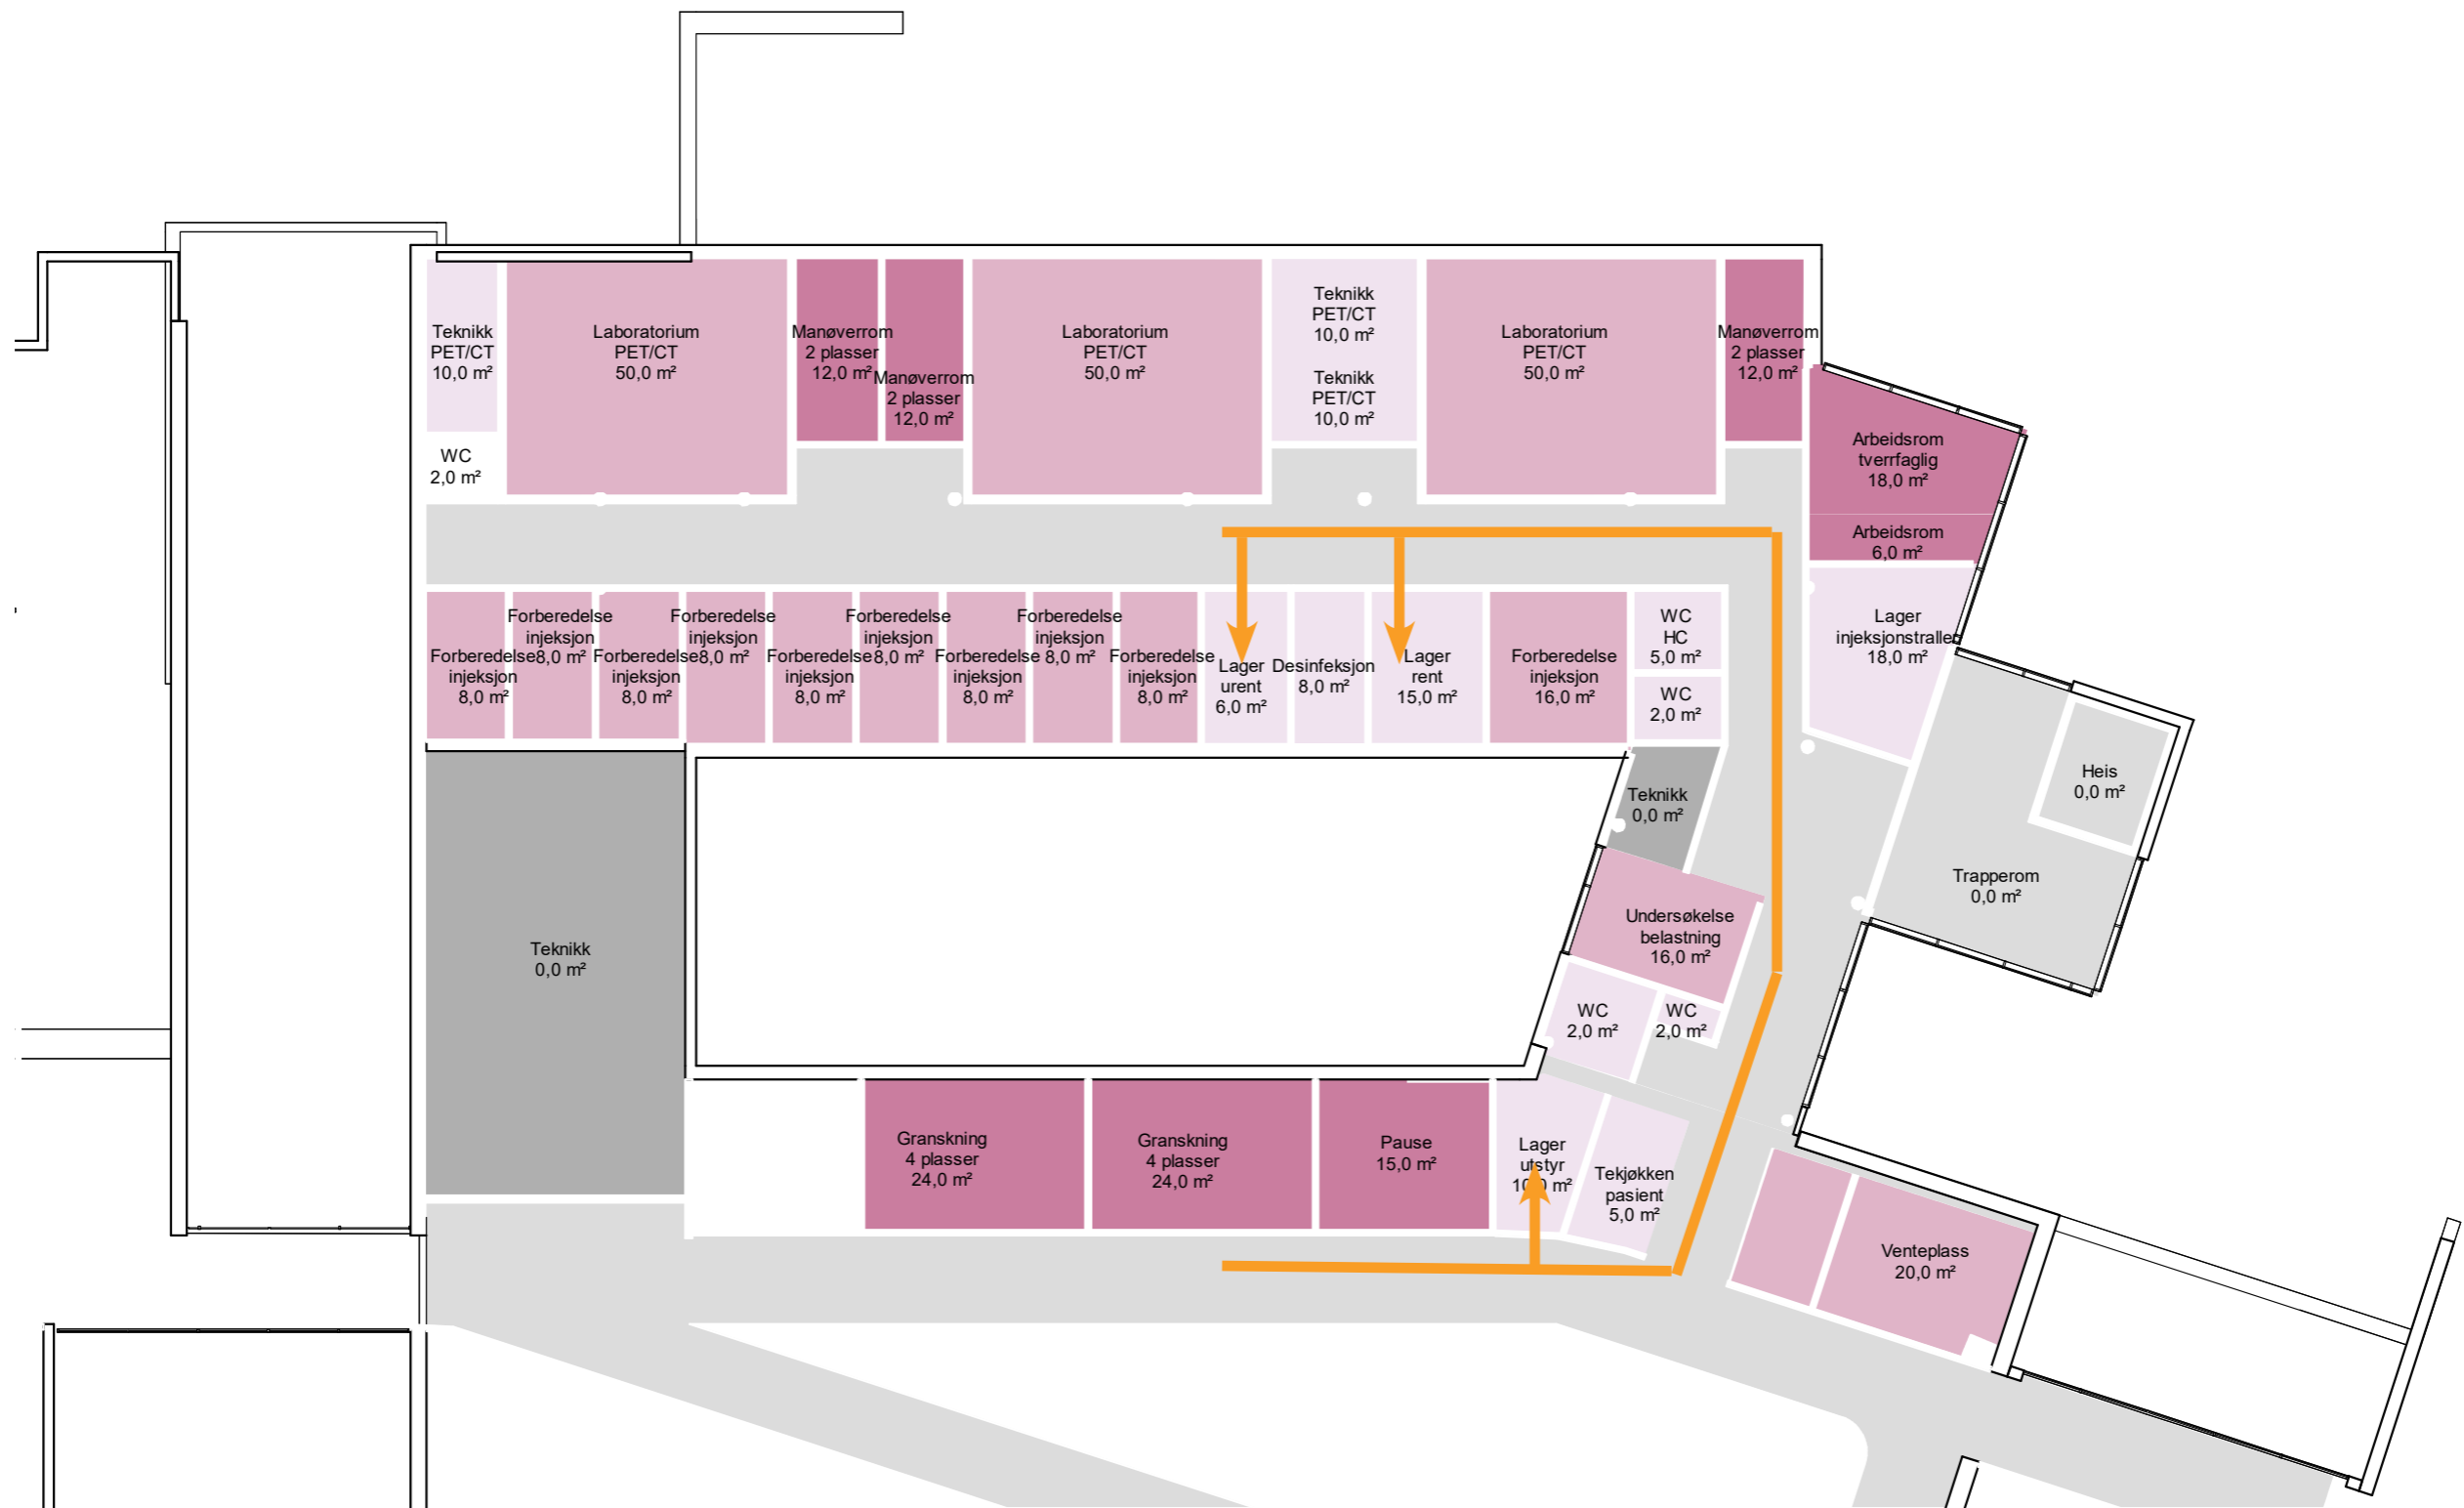 Teknikk
PET/CT
10,0 m²
Laboratorium
PET/CT
50,0 m²
Manøverrom
2 plasser
12,0 m²
Manøverrom
2 plasser
12,0 m²
Laboratorium
PET/CT
50,0 m²
Teknikk
PET/CT
10,0 m²
Teknikk
PET/CT
10,0 m²
Laboratorium
PET/CT
50,0 m²
Manøverrom
2 plasser
12,0 m²
WC
2,0 m²
Arbeidsrom
tverrfaglig
18,0 m²
Arbeidsrom
6,0 m²
Lager
injeksjonstraller
18,0 m²
Forberedelse
injeksjon
8,0 m²
Forberedelse
injeksjon
8,0 m²
Forberedelse
injeksjon
8,0 m²
Forberedelse
injeksjon
8,0 m²
Forberedelse
injeksjon
8,0 m²
Forberedelse
injeksjon
8,0 m²
Forberedelse
injeksjon
8,0 m²
Forberedelse
injeksjon
8,0 m²
Forberedelse
injeksjon
8,0 m²
Lager
urent
6,0 m²
Desinfeksjon
8,0 m²
Lager
rent
15,0 m²
Forberedelse
injeksjon
16,0 m²
WC
HC
5,0 m²
WC
2,0 m²
Heis
0,0 m²
Teknikk
0,0 m²
Trapperom
0,0 m²
Teknikk
0,0 m²
Undersøkelse
belastning
16,0 m²
WC
2,0 m²
WC
2,0 m²
Granskning
4 plasser
24,0 m²
Granskning
4 plasser
24,0 m²
Pause
15,0 m²
Lager
utstyr
10,0 m²
Tekjøkken
pasient
5,0 m²
Venteplass
20,0 m²